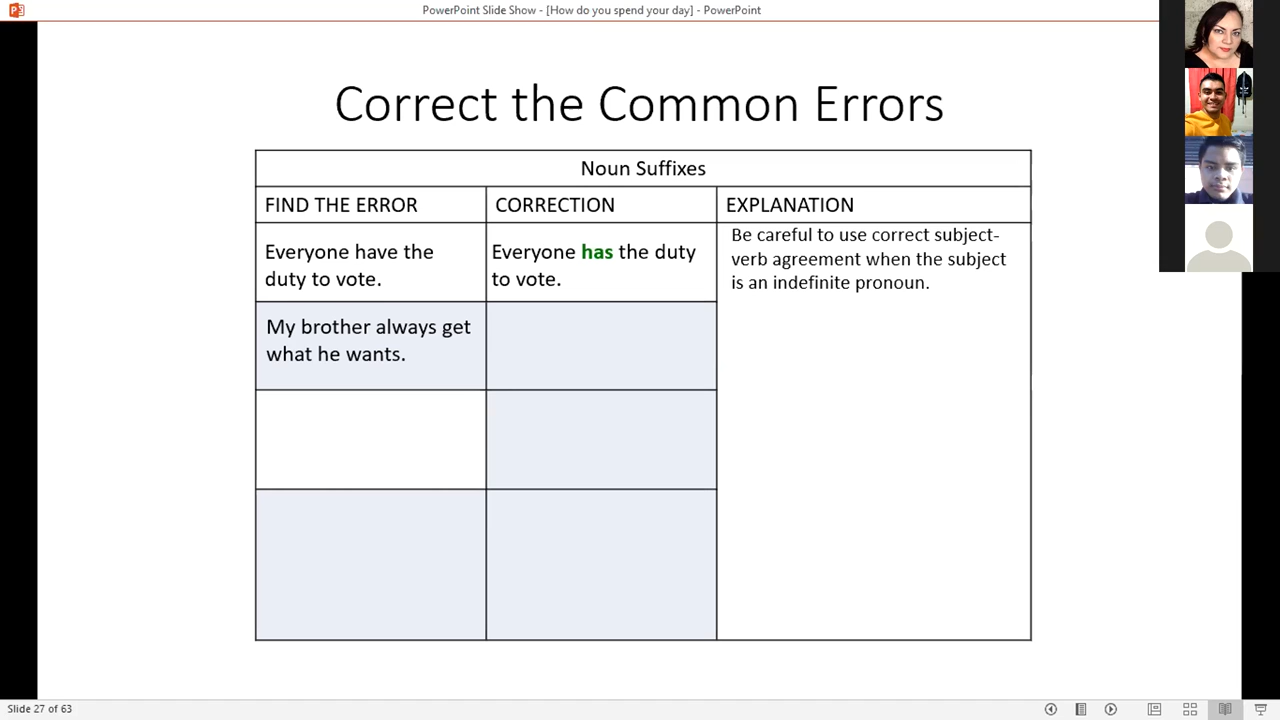 PowerPoint Slide Show - [How do you spend your day] - PowerPoint
Correct the Common Errors
Noun Suffixes
FIND THE ERROR
CORRECTION
EXPLANATION
Everyone have the
duty to vote.
Everyone has the duty
to vote.
Be careful to use correct subject-
verb agreement when the subject
is an indefinite pronoun.
My brother always get
what he wants.
Slide 27 of 63